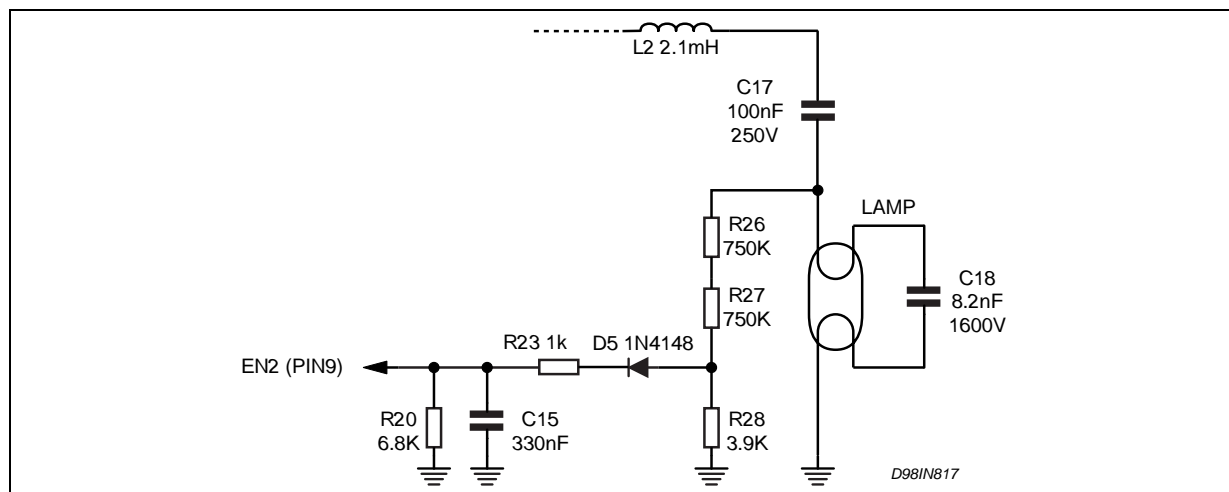 L2 2.1mH
C17
100nF
250V
LAMP
R26
750K
C18
8.2nF
1600V
R27
750K
R23 1k
D5 1N4148
EN2 (PIN9)
R20
6.8K
C15
330nF
R28
3.9K
D98IN817